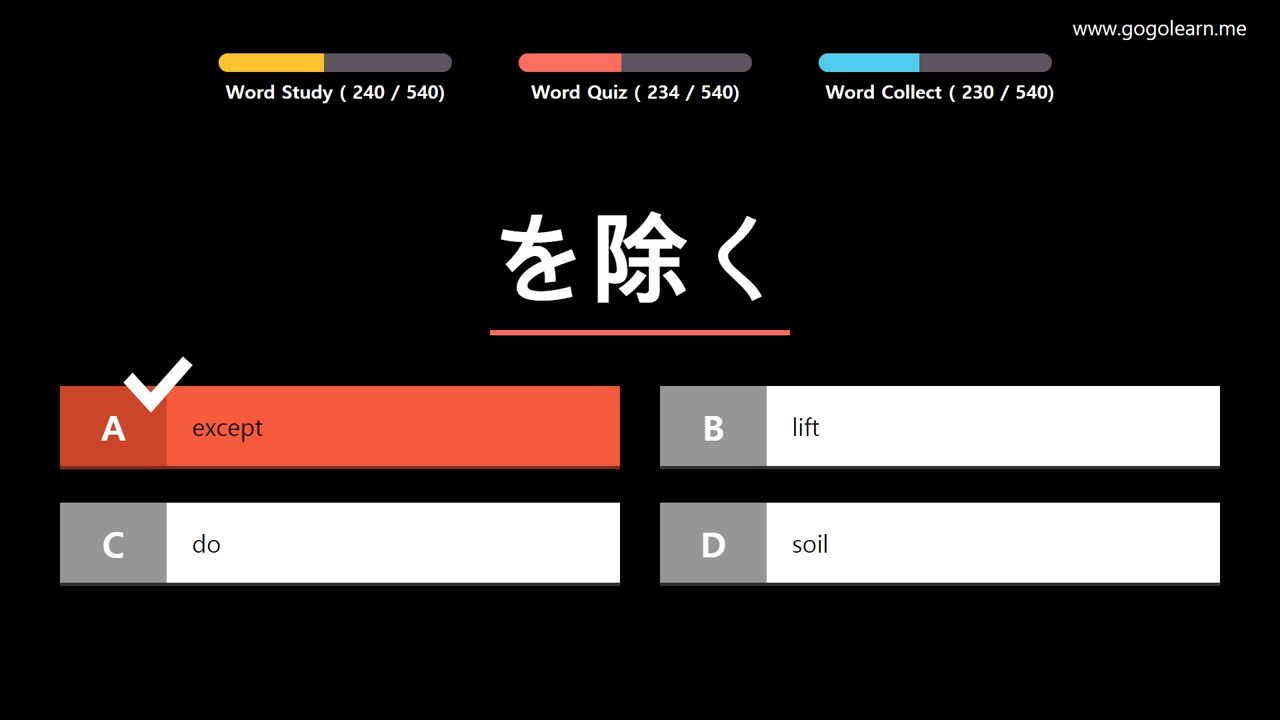 www.gogolearn.me
Word Study ( 240 / 540)
Word Quiz ( 234 / 540)
Word Collect ( 230 / 540)
を除く
A except
B lift
C do
D soil